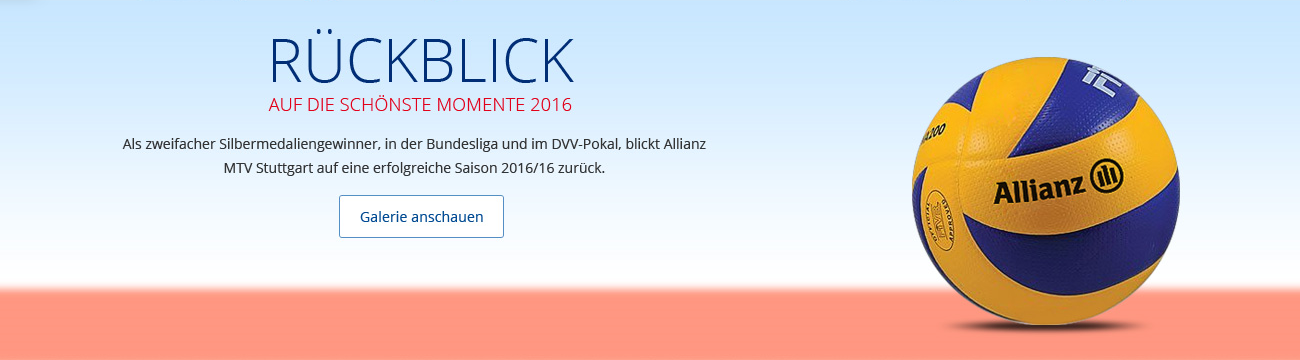 RÜCKBLICK
AUF DIE SCHÖNSTE MOMENTE 2016
Als zweifacher Silbermedaliengewinner, in der Bundesliga und im DVV-Pokal, blickt Allianz
MTV Stuttgart auf eine erfolgreiche Saison 2016/16 zurück.
Galerie anschauen
Allianz